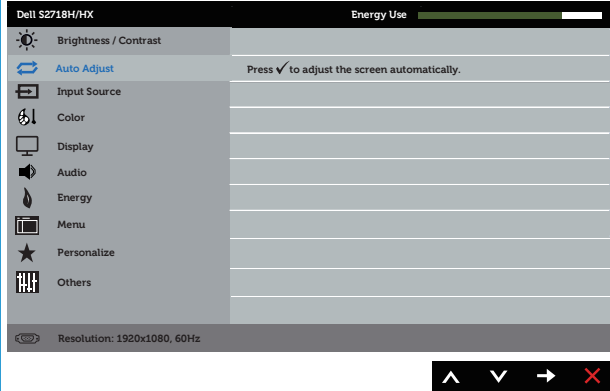 Dell S2718H/HX
Energy Use
Brightness / Contrast
Auto Adjust
Press ✓ to adjust the screen automatically.
Input Source
Color
Display
Audio
Energy
Menu
Personalize
Others
Resolution: 1920x1080, 60Hz